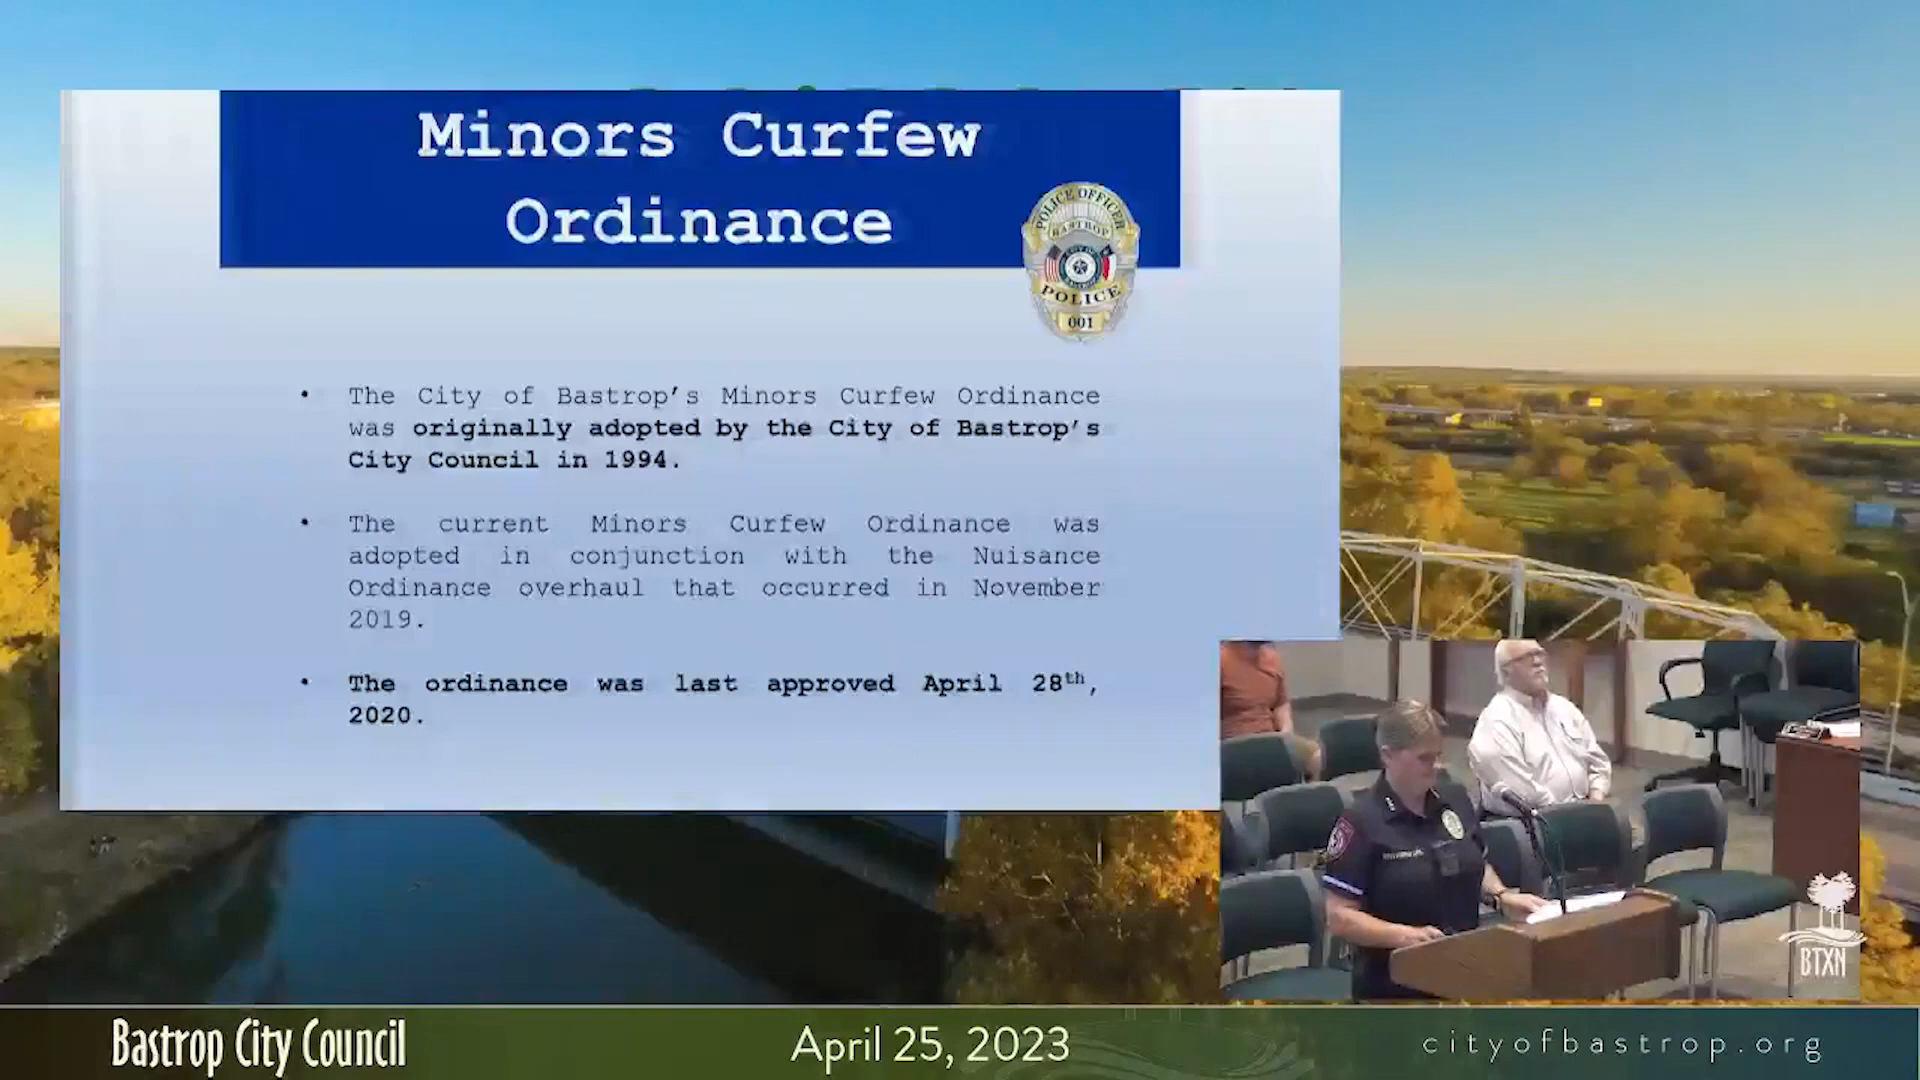 Minors Curfew
Ordinance
POLICE OFFICER
BASTROP
POLICE
001
• The City of Bastrop’s Minors Curfew Ordinance
was originally adopted by the City of Bastrop’s
City Council in 1994.
• The current Minors Curfew Ordinance was
adopted in conjunction with the Nuisance
Ordinance overhaul that occurred in November
2019.
• The ordinance was last approved April 28th,
2020.
BTXN
Bastrop City Council
April 25, 2023
cityofbastrop.org